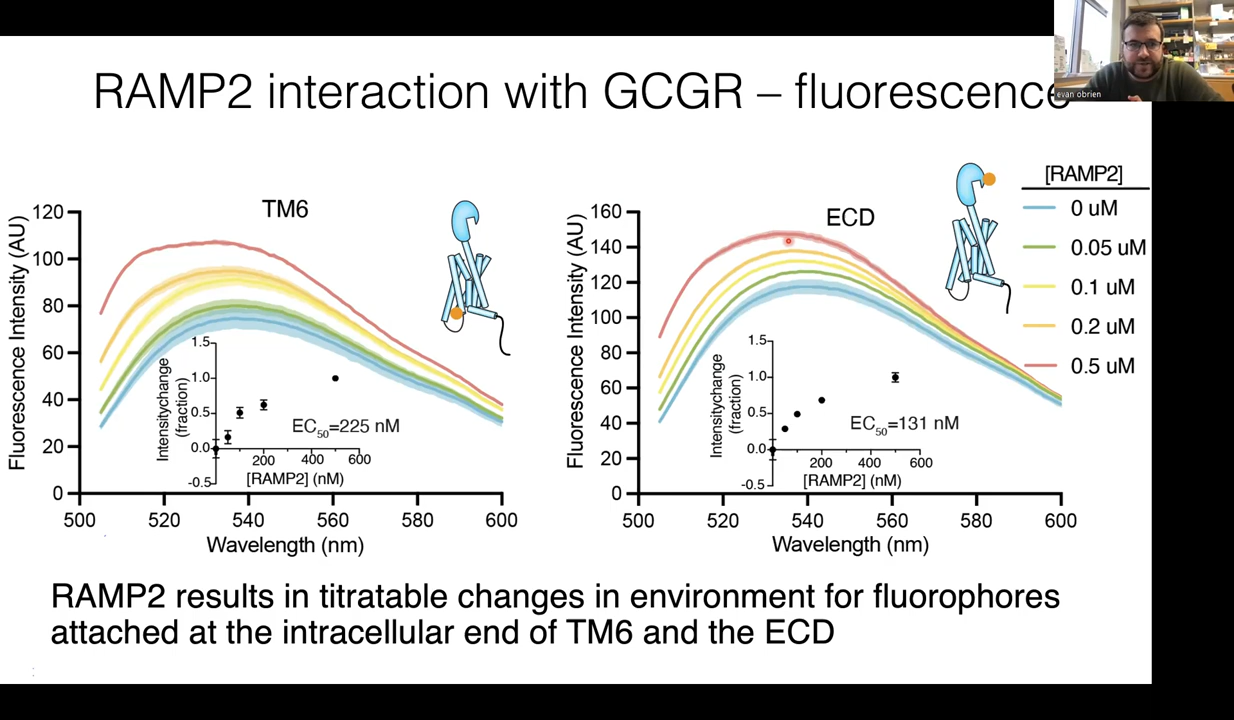 RAMP2 interaction with GCGR – fluorescence
evan obrien
TM6
Fluorescence Intensity (AU)
120
100
80
60
40
20
0
500
520
540
560
580
600
Wavelength (nm)
Intensitychange
(fraction)
1.5
1.0
0.5
0.0
-0.5
200
400
600
[RAMP2] (nM)
EC50=225 nM
ECD
Fluorescence Intensity (AU)
160
140
120
100
80
60
40
20
0
500
520
540
560
580
600
Wavelength (nm)
Intensitychange
(fraction)
1.5
1.0
0.5
0.0
-0.5
200
400
600
[RAMP2] (nM)
EC50=131 nM
[RAMP2]
0 uM
0.05 uM
0.1 uM
0.2 uM
0.5 uM
RAMP2 results in titratable changes in environment for fluorophores
attached at the intracellular end of TM6 and the ECD